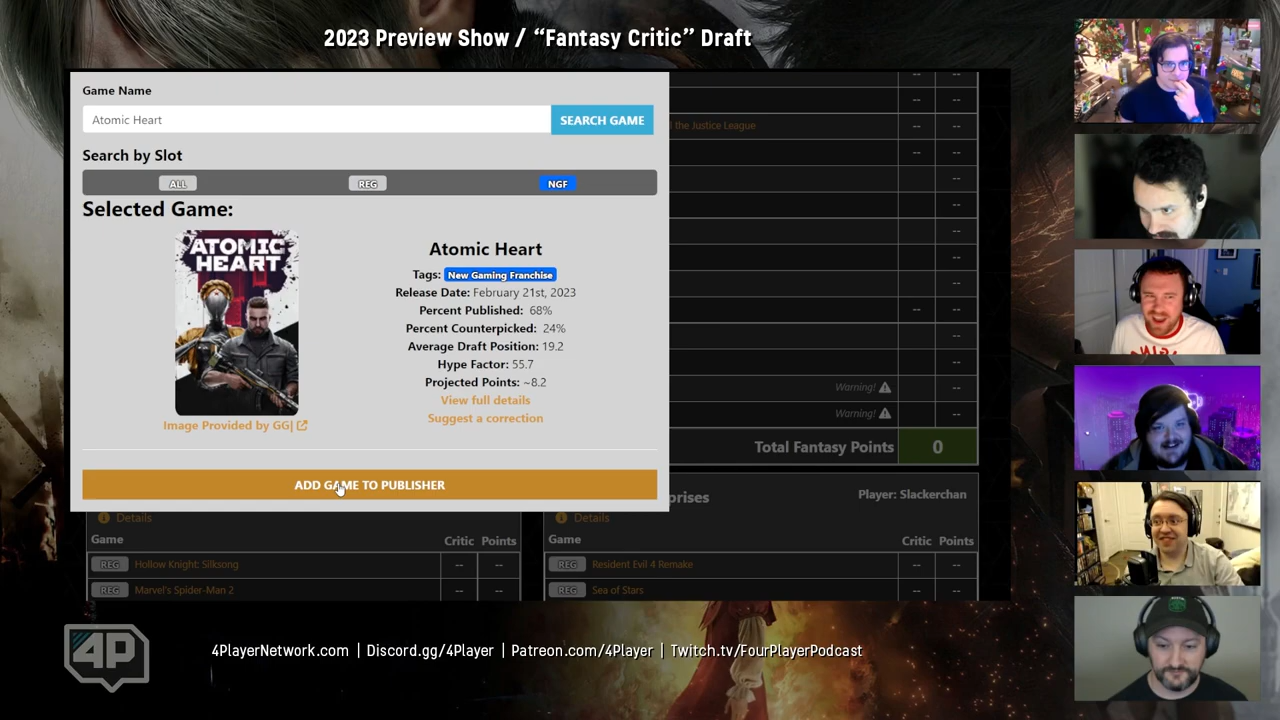 2023 Preview Show / “Fantasy Critic” Draft
Game Name
Atomic Heart
SEARCH GAME
Search by Slot
ALL
REG
NGF
Selected Game:
ATOMIC
HEART
Image Provided by GG|
Atomic Heart
Tags: New Gaming Franchise
Release Date: February 21st, 2023
Percent Published: 68%
Percent Counterpicked: 24%
Average Draft Position: 19.2
Hype Factor: 55.7
Projected Points: ~8.2
View full details
Suggest a correction
ADD GAME TO PUBLISHER
-- --
-- --
the Justice League -- --
-- --
--
--
--
--
--
-- --
--
--
Warning! --
Warning! --
Total Fantasy Points 0
prises Player: Slackerchan
Details
Game Critic Points
REG Hollow Knight: Silksong -- --
REG Marvel's Spider-Man 2 -- --
Details
Game Critic Points
REG Resident Evil 4 Remake -- --
REG Sea of Stars -- --
4P
4PlayerNetwork.com | Discord.gg/4Player | Patreon.com/4Player | Twitch.tv/FourPlayerPodcast